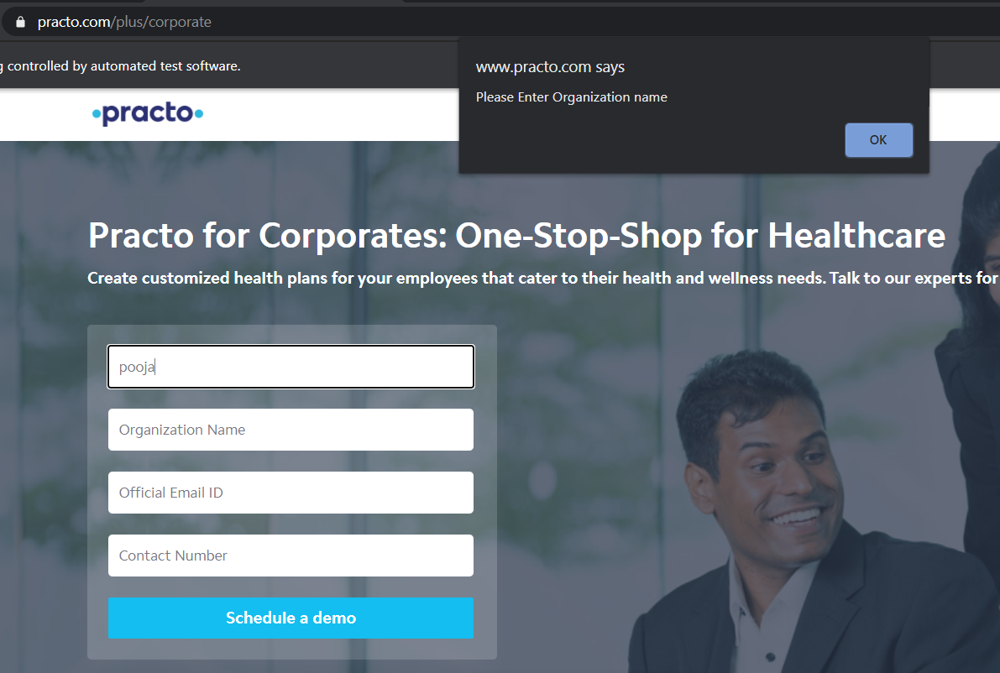 practo.com/plus/corporate
controlled by automated test software.
www.practo.com says
Please Enter Organization name
OK
practo
Practo for Corporates: One-Stop-Shop for Healthcare
Create customized health plans for your employees that cater to their health and wellness needs. Talk to our experts for
pooja
Organization Name
Official Email ID
Contact Number
Schedule a demo